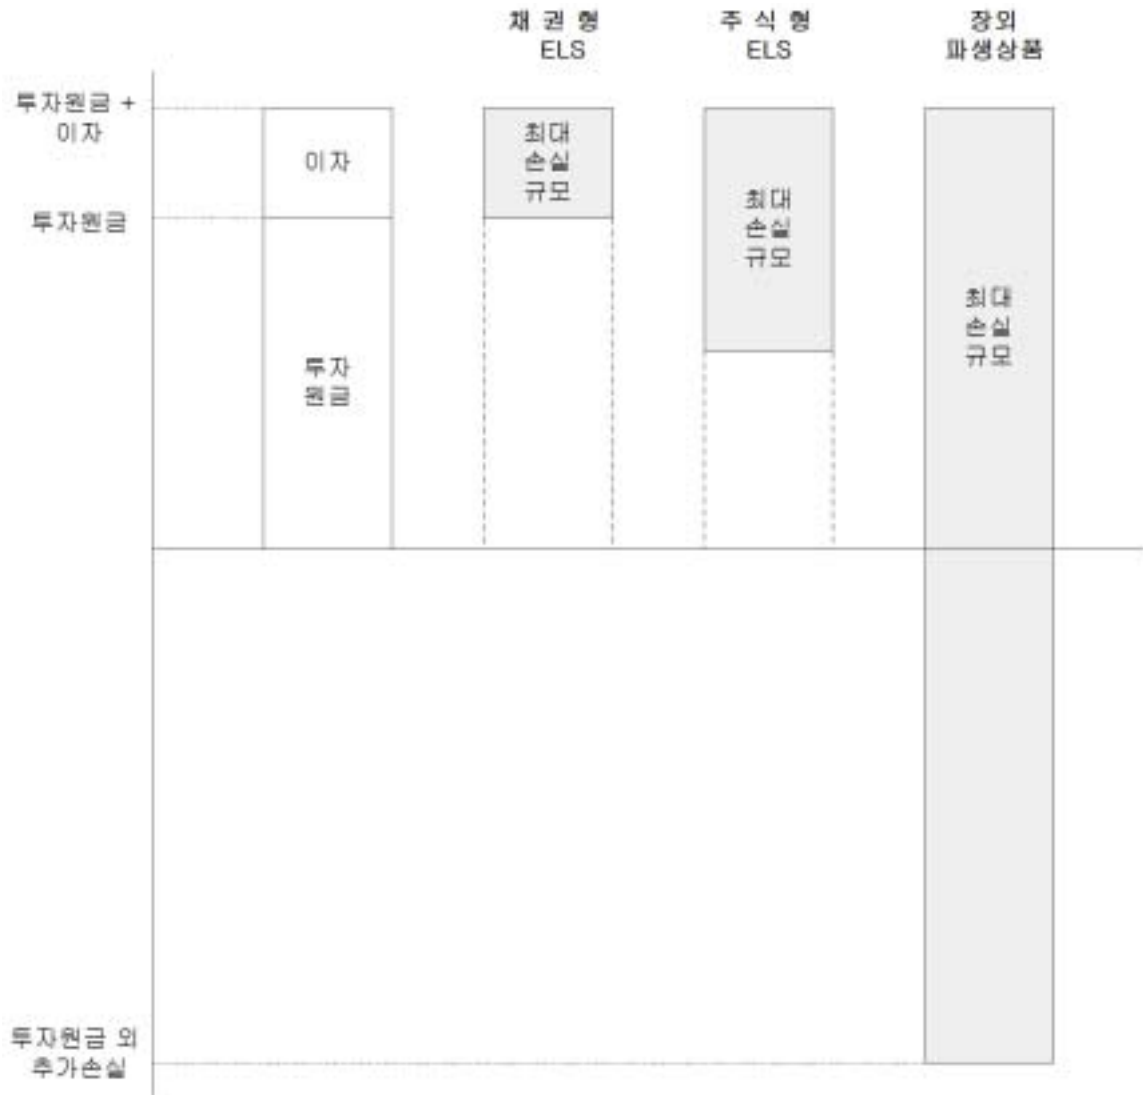 채 권 형
ELS
주 식 형
ELS
장외
파생상품
투자원금 +
이자
이자
최대
손실
규모
최대
손실
규모
투자원금
최대
손실
규모
투자
원금
투자원금 외
추가손실